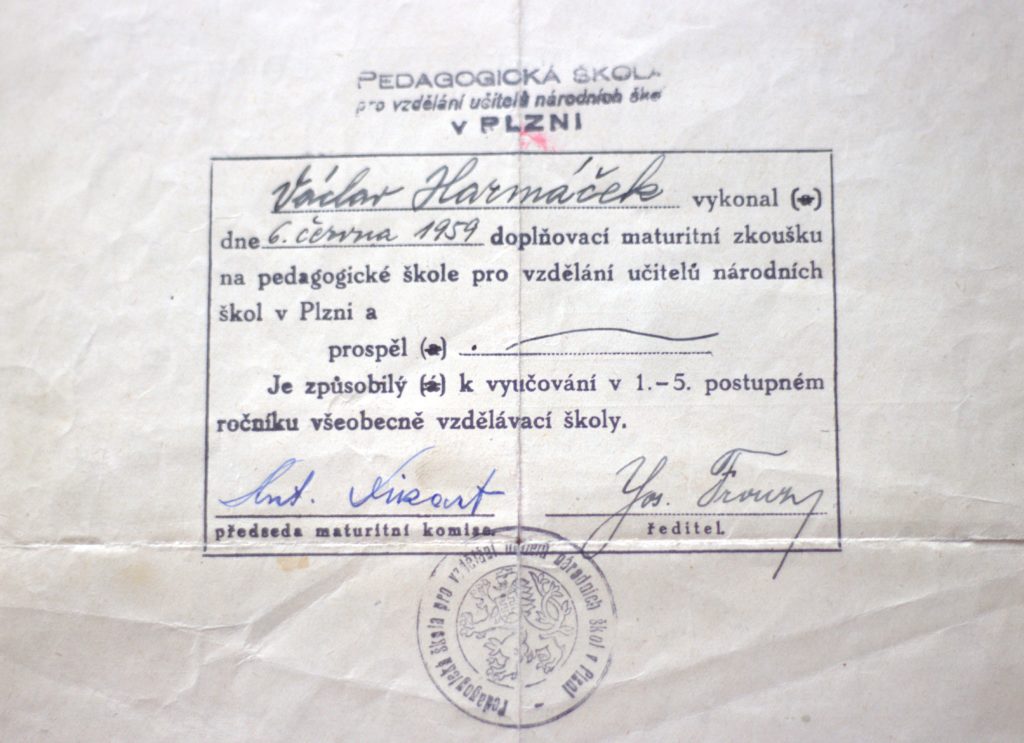 PEDAGOGICKÁ ŠKOLA
pro vzdělání učitelů národních škol
V PLZNI
Václav Harmáček vykonal (a)
dne 6. června 1959 doplňovací maturitní zkoušku
na pedagogické škole pro vzdělání učitelů národních
škol v Plzni a
prospěl (a)
Je způsobilý (á) k vyučování v 1.–5. postupném
ročníku všeobecně vzdělávací školy.
Ant.
Jos.
předseda maturitní komise.
ředitel.
Pedagogická škola pro vzdělání učitelů národních škol v Plzni